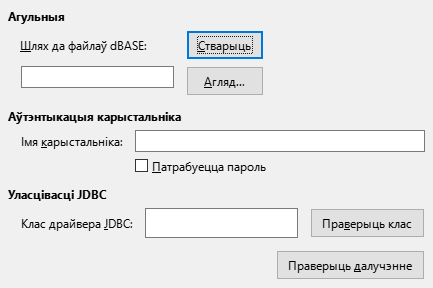 Агульныя
Шлях да файлаў dBASE:
Стварыць
Агляд...
Аўтэнтыкацыя карыстальніка
Імя карыстальніка:
Патрабуецца пароль
Уласцівасці JDBC
Клас драйвера JDBC:
Праверыць клас
Праверыць далучэнне